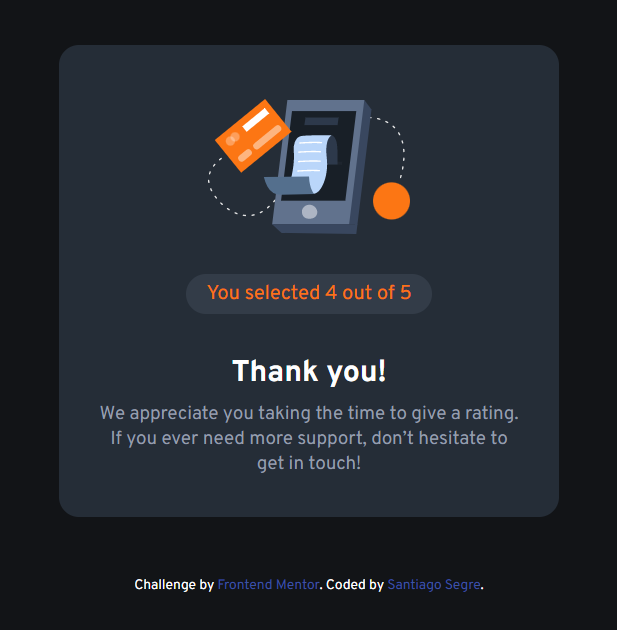 You selected 4 out of 5
Thank you!
We appreciate you taking the time to give a rating.
If you ever need more support, don’t hesitate to
get in touch!
Challenge by Frontend Mentor. Coded by Santiago Segre.